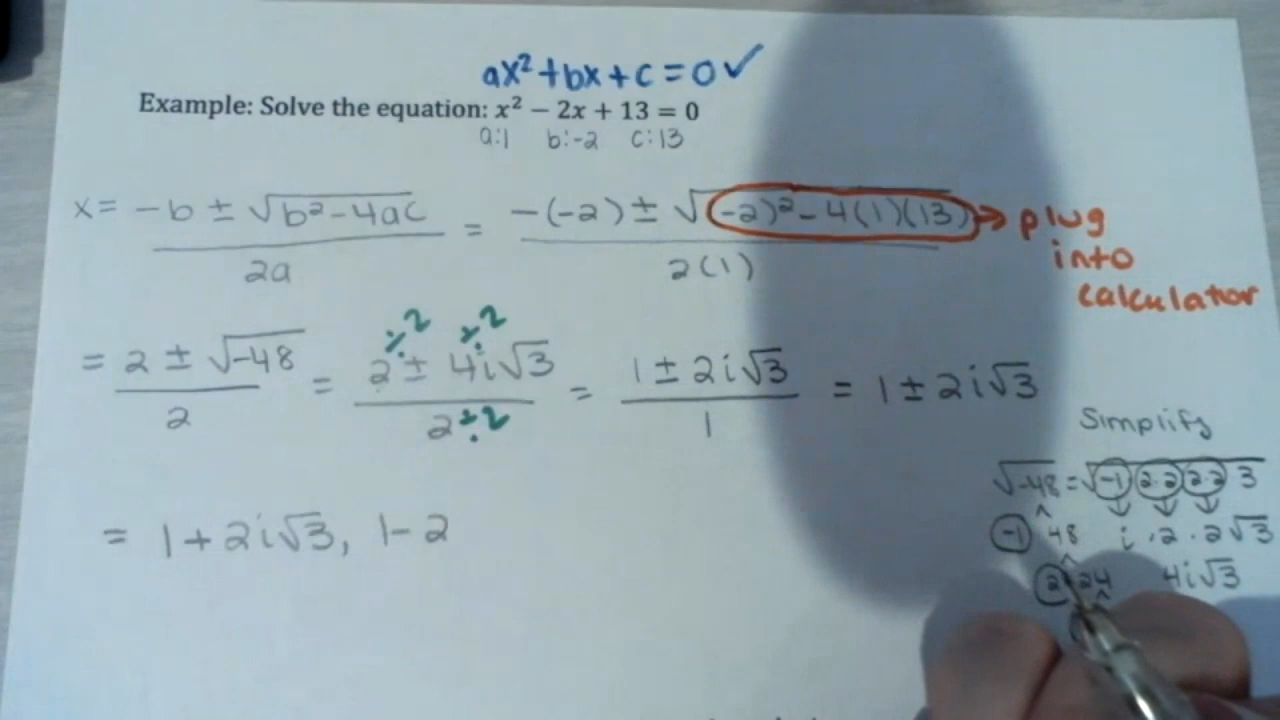 ax² + bx + c = 0 ✓
Example: Solve the equation: x² − 2x + 13 = 0
a:1 b:-2 c:13
x = -b ± √b²-4ac / 2a = -(-2) ± √(-2)²-4(1)(13) / 2(1) → plug into calculator
= 2 ± √-48 / 2 = 2 ÷2 ± 4i√3 ÷2 / 2 ÷2 = 1 ± 2i√3 / 1 = 1 ± 2i√3
= 1 + 2i√3, 1 - 2
Simplify
√-48 = √-1 2·2 2·2 3
-1 48 i · 2 · 2√3
2 24 4i√3